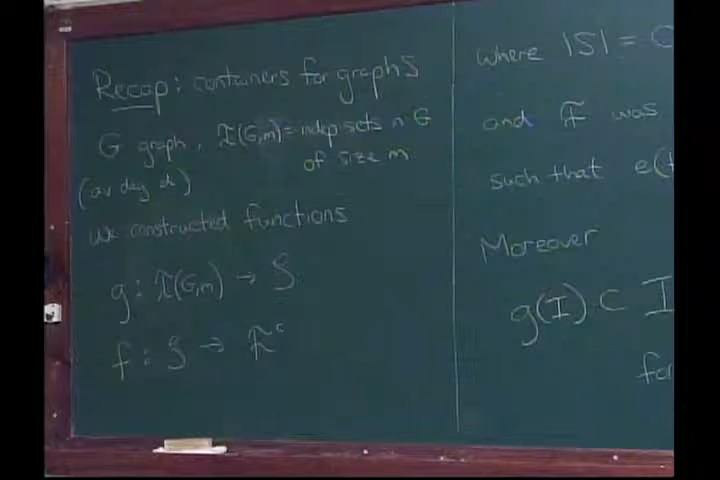 Recap: containers for graphs
G graph, I(G,m) = indep sets in G
of size m
(av deg d)
we constructed functions
g : I(G,m) → S
f : S → F^c
where |S| =
and F was
such that e(
Moreover
g(I) ⊂ I
for